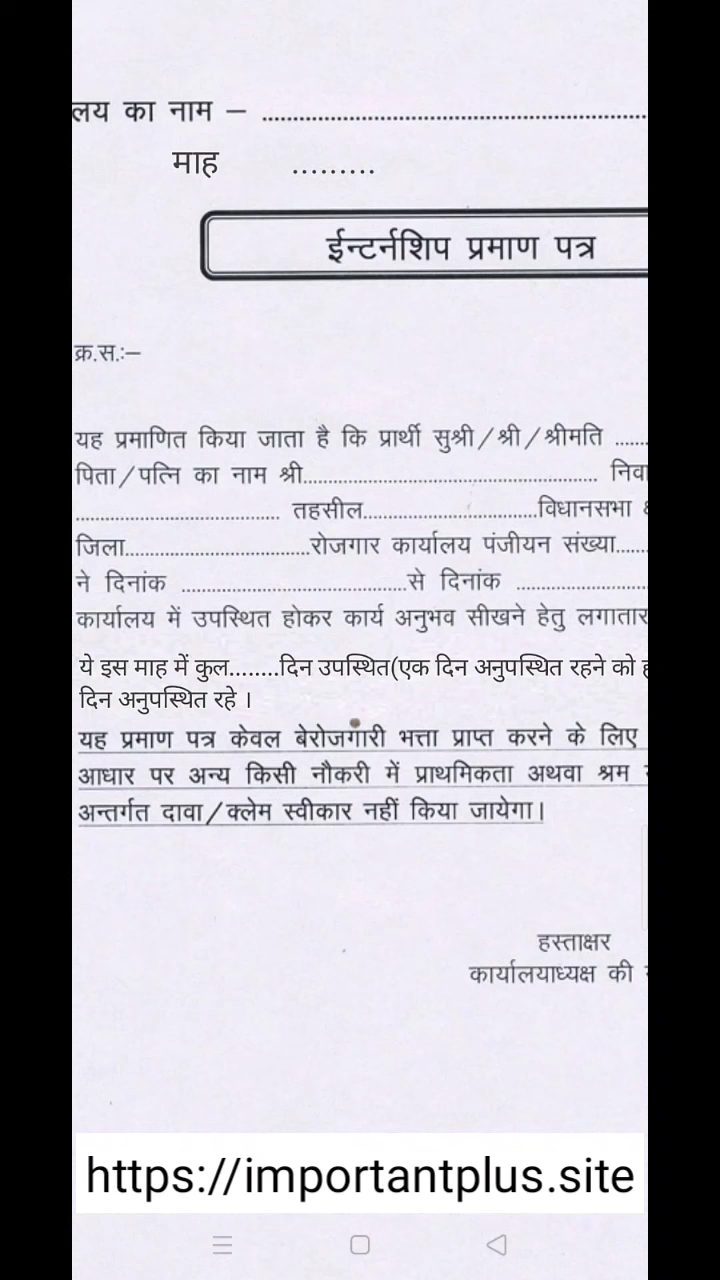 लय का नाम – ........................................................
माह .........
ईन्टर्नशिप प्रमाण पत्र
क्र.स.:–
यह प्रमाणित किया जाता है कि प्रार्थी सुश्री/श्री/श्रीमति ......
पिता/पत्नि का नाम श्री.................................................... 
.................................... तहसील..............................विधानसभा
जिला................................रोजगार कार्यालय पंजीयन संख्या......
ने दिनांक .......................................से दिनांक .......................
कार्यालय में उपस्थित होकर कार्य अनुभव सीखने हेतु लगातार
ये इस माह में कुल........दिन उपस्थित(एक दिन अनुपस्थित रहने को
दिन अनुपस्थित रहे ।
यह प्रमाण पत्र केवल बेरोजगारी भत्ता प्राप्त करने के लिए
आधार पर अन्य किसी नौकरी में प्राथमिकता अथवा श्रम
अन्तर्गत दावा/क्लेम स्वीकार नहीं किया जायेगा।
हस्ताक्षर
कार्यालयाध्यक्ष की
https://importantplus.site